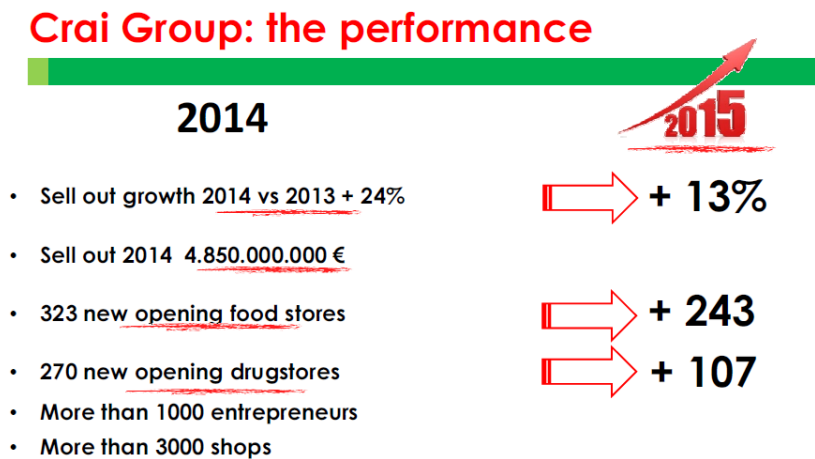 Crai Group: the performance
2014
2015
• Sell out growth 2014 vs 2013 + 24%
+ 13%
• Sell out 2014 4.850.000.000 €
• 323 new opening food stores
+ 243
• 270 new opening drugstores
+ 107
• More than 1000 entrepreneurs
• More than 3000 shops